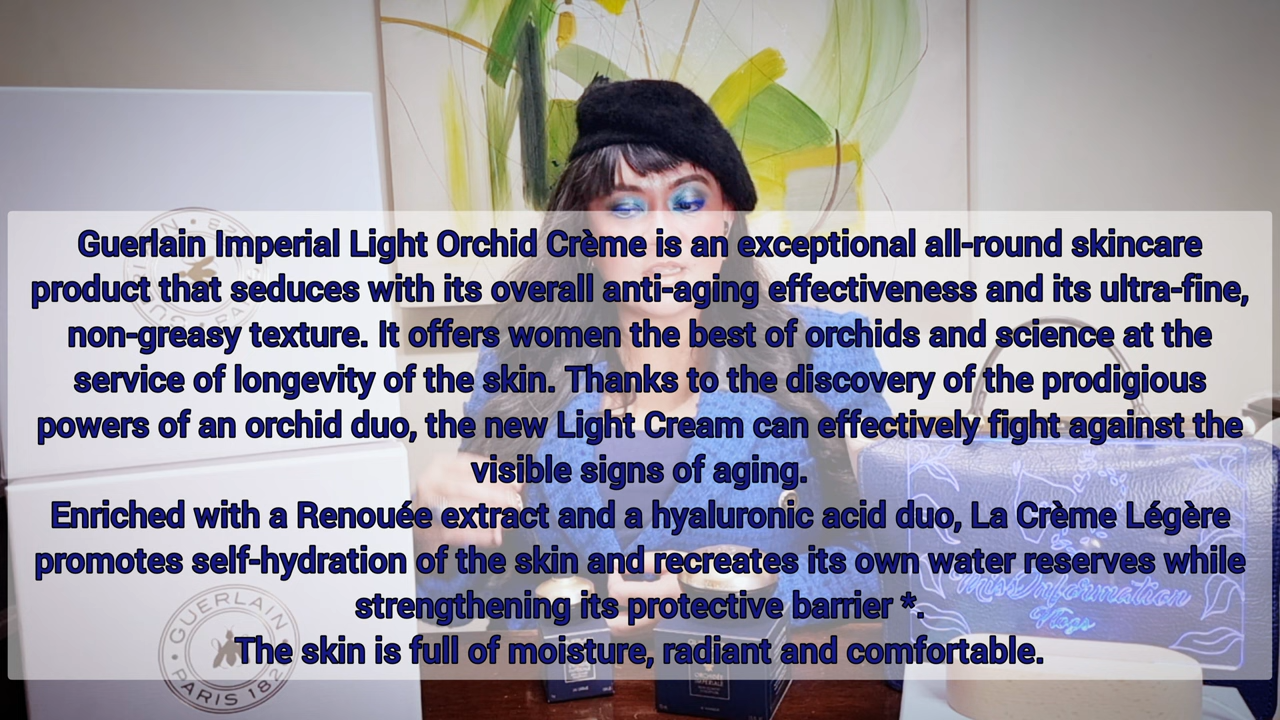 Guerlain Imperial Light Orchid Crème is an exceptional all-round skincare
product that seduces with its overall anti-aging effectiveness and its ultra-fine,
non-greasy texture. It offers women the best of orchids and science at the
service of longevity of the skin. Thanks to the discovery of the prodigious
powers of an orchid duo, the new Light Cream can effectively fight against the
visible signs of aging.
Enriched with a Renouée extract and a hyaluronic acid duo, La Crème Légère
promotes self-hydration of the skin and recreates its own water reserves while
strengthening its protective barrier *.
The skin is full of moisture, radiant and comfortable.
GUERLAIN
PARIS 182
MissInformation
Vlogs
ORCHIDÉE
IMPÉRIALE